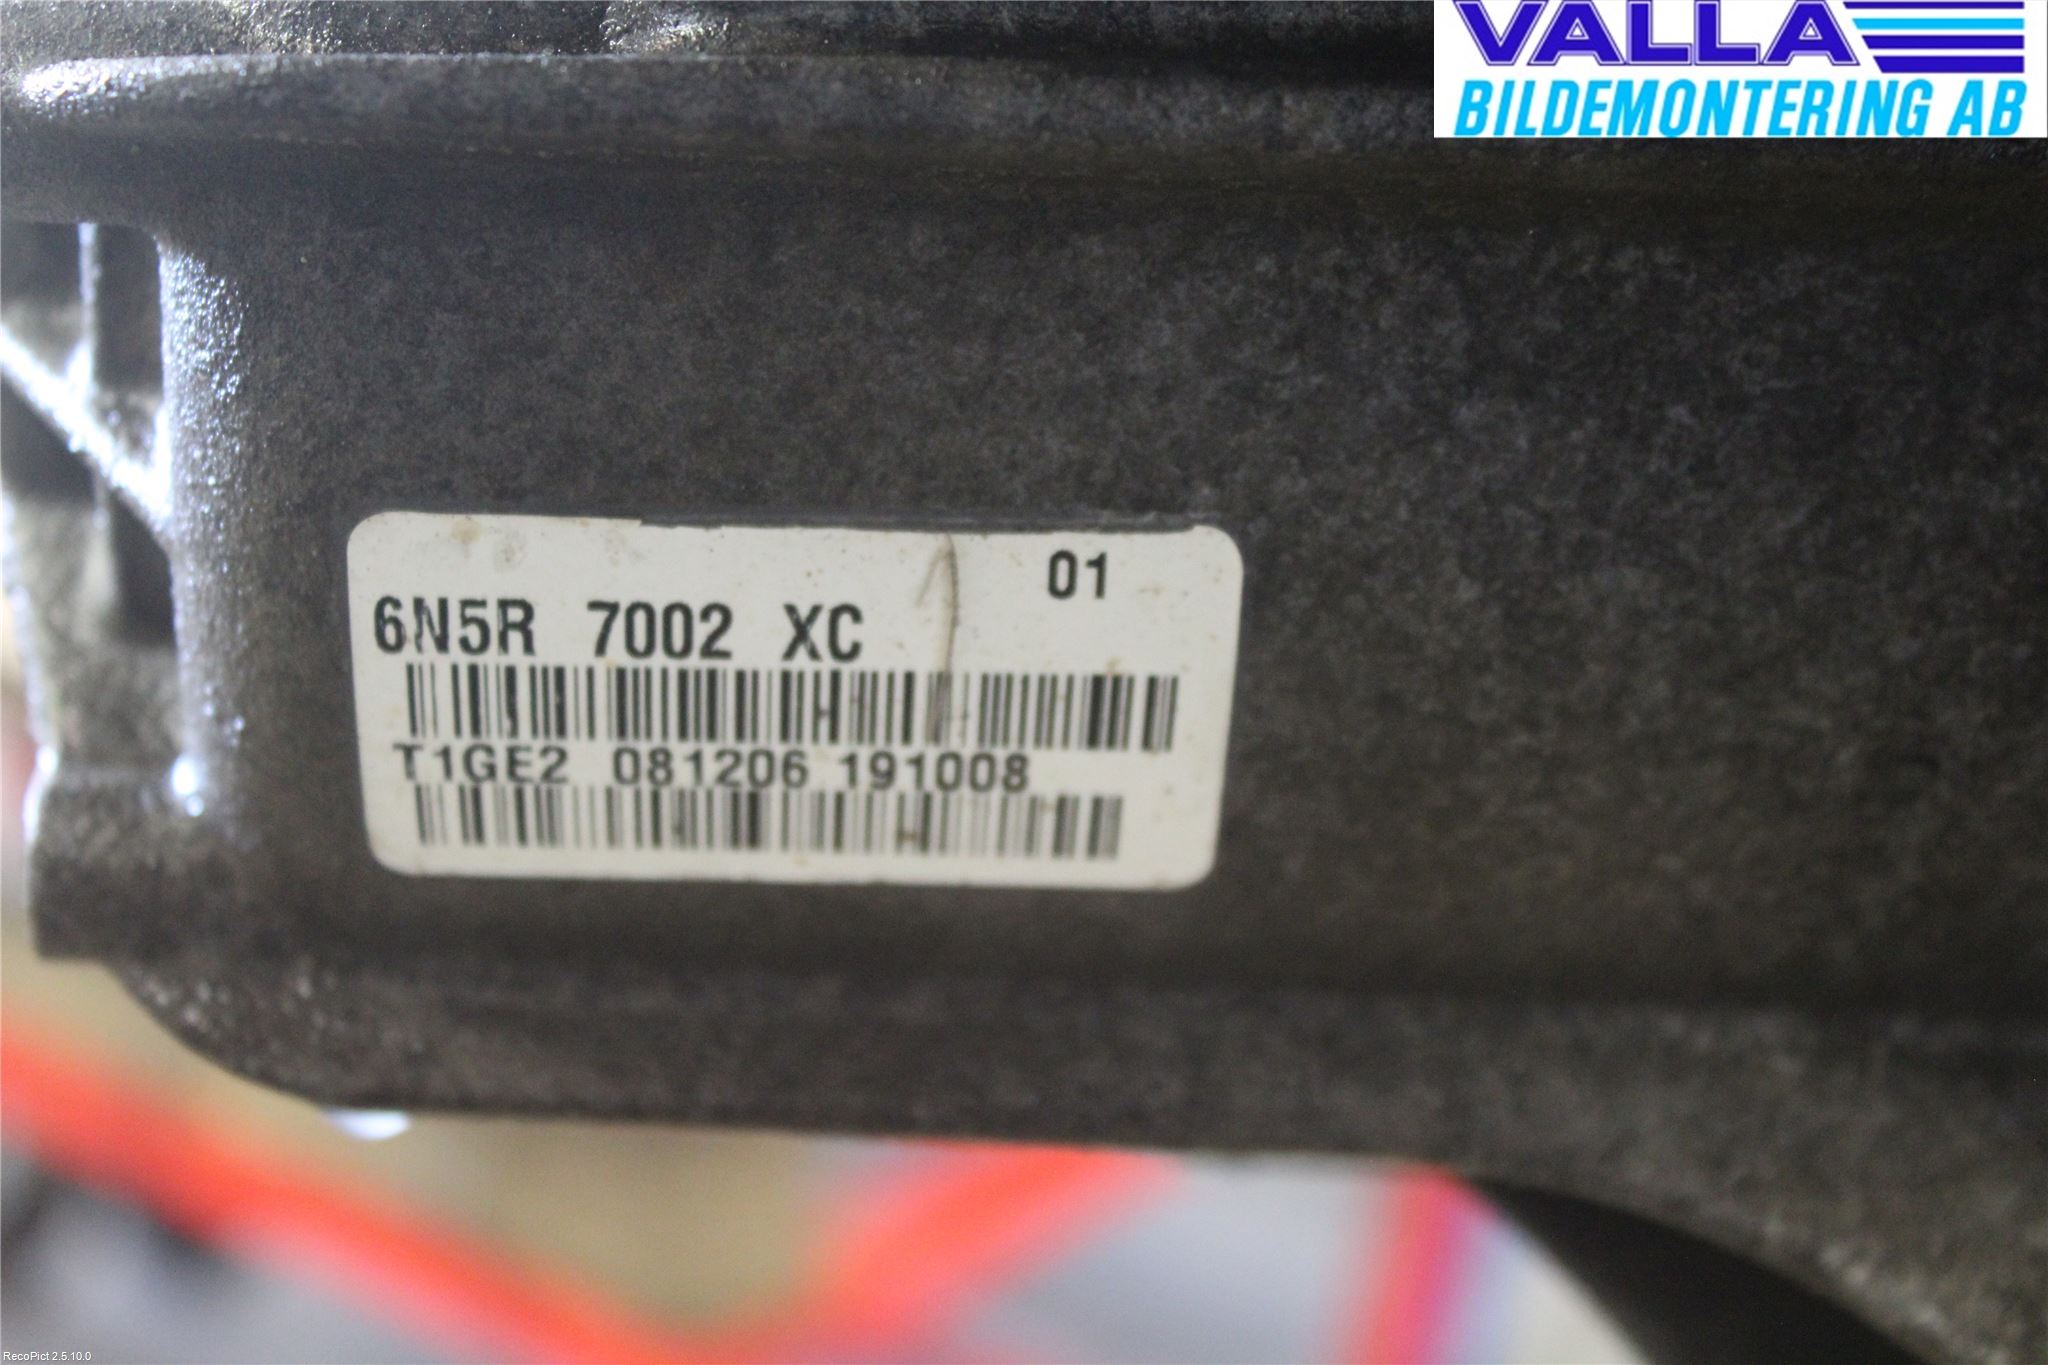 VALLA
BILDEMONTERING AB
01
6N5R 7002 XC
T1GE2 081206 191008
RecoPict 2.5.10.0